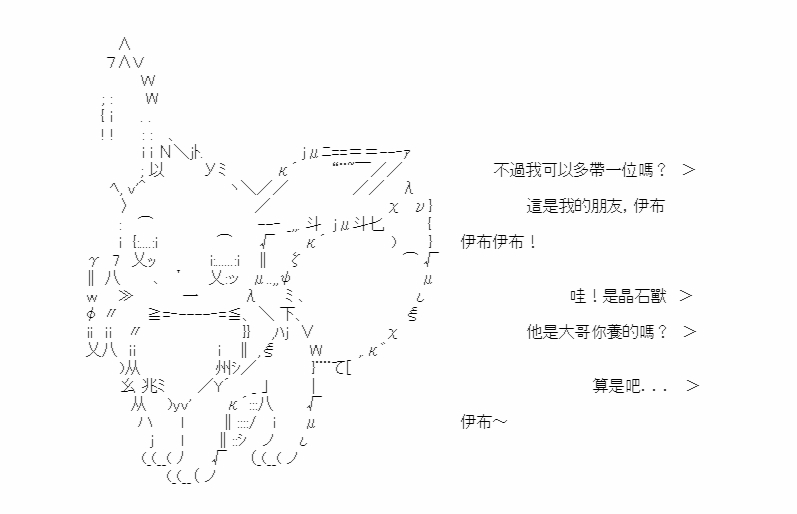 不過我可以多帶一位嗎？ ＞
這是我的朋友，伊布
伊布伊布！
哇！是晶石獸 ＞
他是大哥你養的嗎？ ＞
算是吧．．． ＞
伊布～